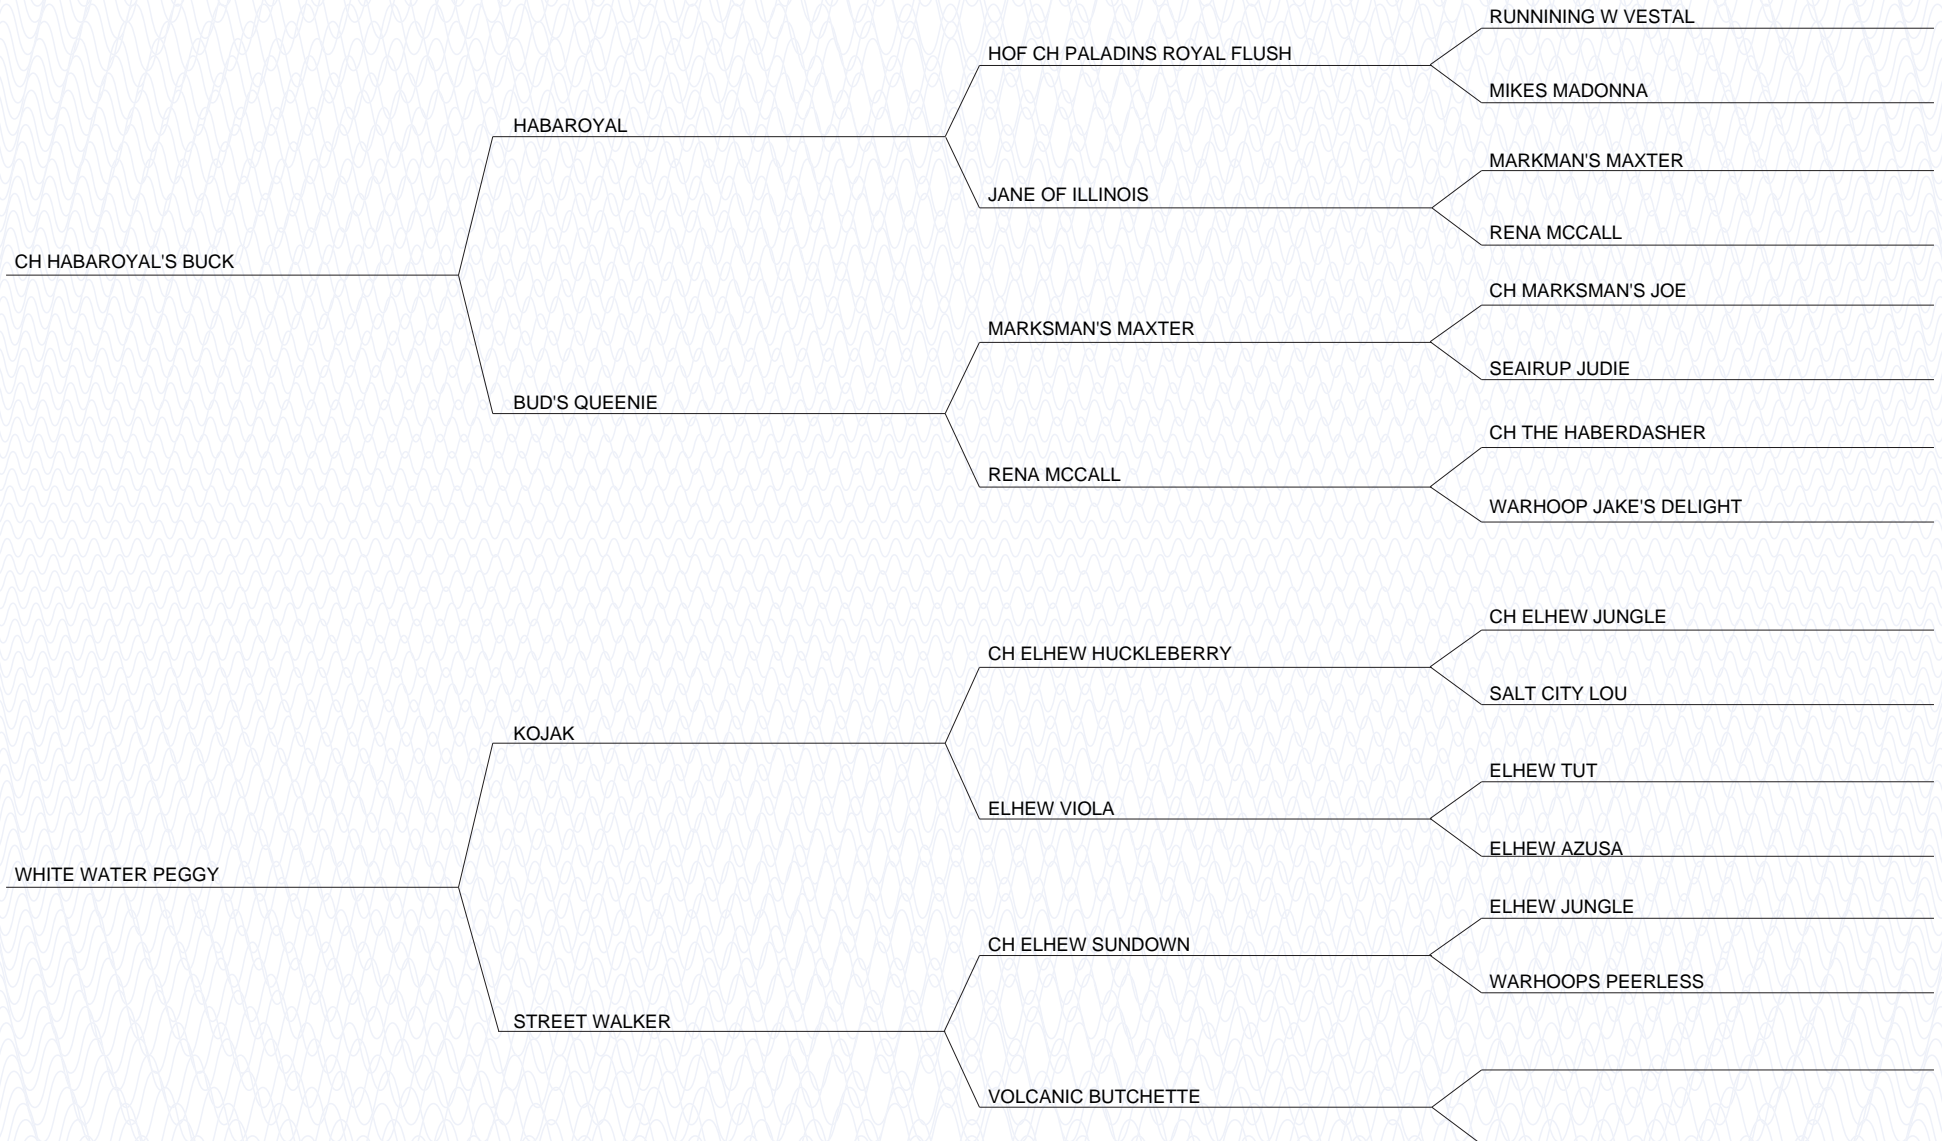 RUNNINING W VESTAL
HOF CH PALADINS ROYAL FLUSH
MIKES MADONNA
HABAROYAL
MARKMAN'S MAXTER
JANE OF ILLINOIS
RENA MCCALL
CH HABAROYAL'S BUCK
CH MARKSMAN'S JOE
MARKSMAN'S MAXTER
SEAIRUP JUDIE
BUD'S QUEENIE
CH THE HABERDASHER
RENA MCCALL
WARHOOP JAKE'S DELIGHT
CH ELHEW JUNGLE
CH ELHEW HUCKLEBERRY
SALT CITY LOU
KOJAK
ELHEW TUT
ELHEW VIOLA
ELHEW AZUSA
WHITE WATER PEGGY
ELHEW JUNGLE
CH ELHEW SUNDOWN
WARHOOPS PEERLESS
STREET WALKER
VOLCANIC BUTCHETTE